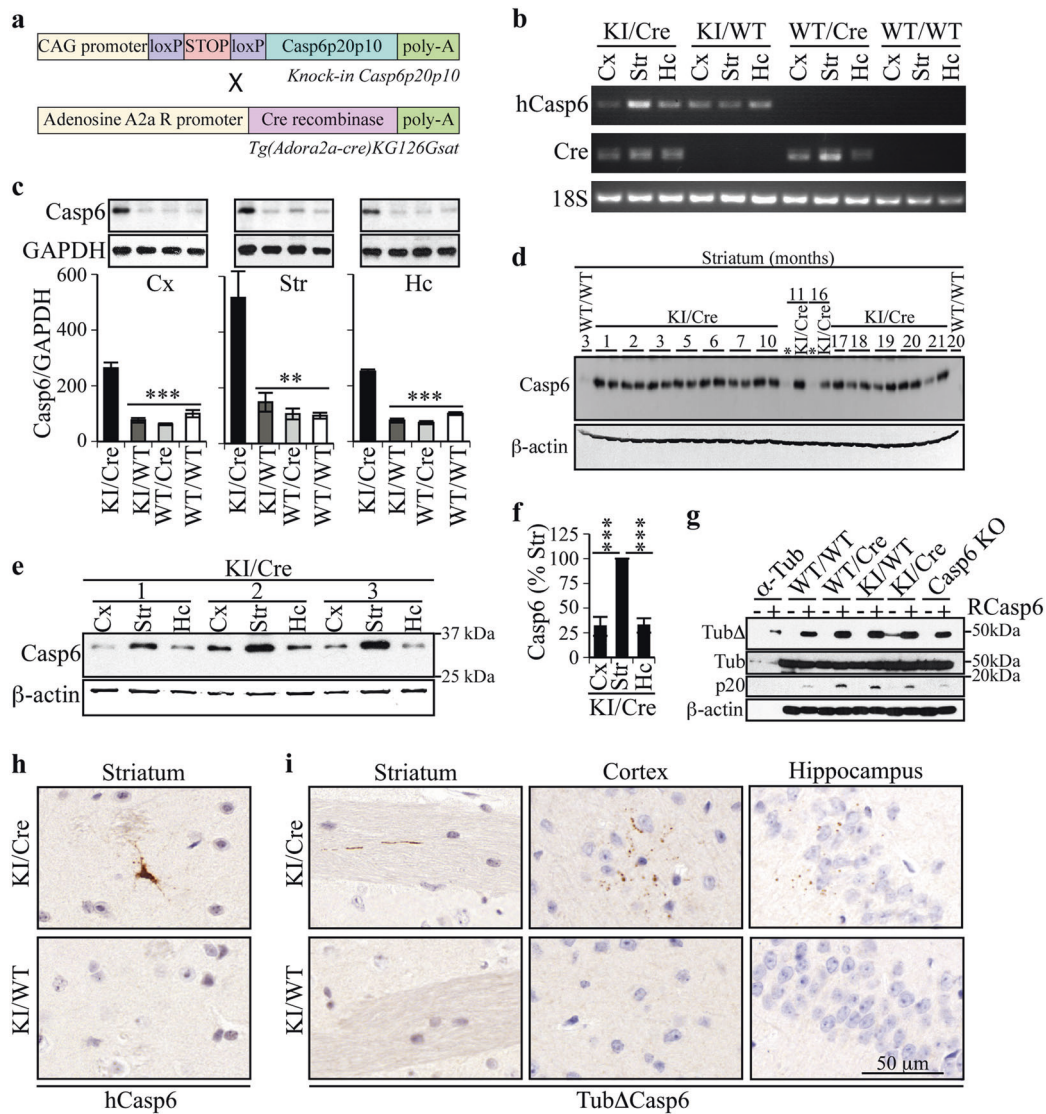 a
CAG promoter loxP STOP loxP Casp6p20p10 poly-A
X Knock-in Casp6p20p10
Adenosine A2a R promoter Cre recombinase poly-A
Tg(Adora2a-cre)KG126Gsat
b
KI/Cre KI/WT WT/Cre WT/WT
Cx Str Hc Cx Str Hc Cx Str Hc Cx Str Hc
hCasp6
Cre
18S
c
Casp6
GAPDH
Cx Str Hc
Casp6/GAPDH
600
400
200
0
*** ** ***
KI/Cre KI/WT WT/Cre WT/WT KI/Cre KI/WT WT/Cre WT/WT KI/Cre KI/WT WT/Cre WT/WT
d
Striatum (months)
WT/WT KI/Cre 11 16 KI/Cre WT/WT
* KI/Cre * KI/Cre
3 1 2 3 5 6 7 10 17 18 19 20 21 20
Casp6
β-actin
e
KI/Cre
1 2 3
Cx Str Hc Cx Str Hc Cx Str Hc
Casp6
37 kDa
25 kDa
β-actin
f
*** ***
Casp6 (% Str)
100
75
50
25
0
Cx Str Hc
KI/Cre
g
α-Tub WT/WT WT/Cre KI/WT KI/Cre Casp6 KO
- + - + - + - + - + - + RCasp6
TubΔ 50kDa
Tub 50kDa
20kDa
p20
β-actin
h
Striatum
KI/Cre
KI/WT
hCasp6
i
Striatum Cortex Hippocampus
KI/Cre
KI/WT
50 µm
TubΔCasp6